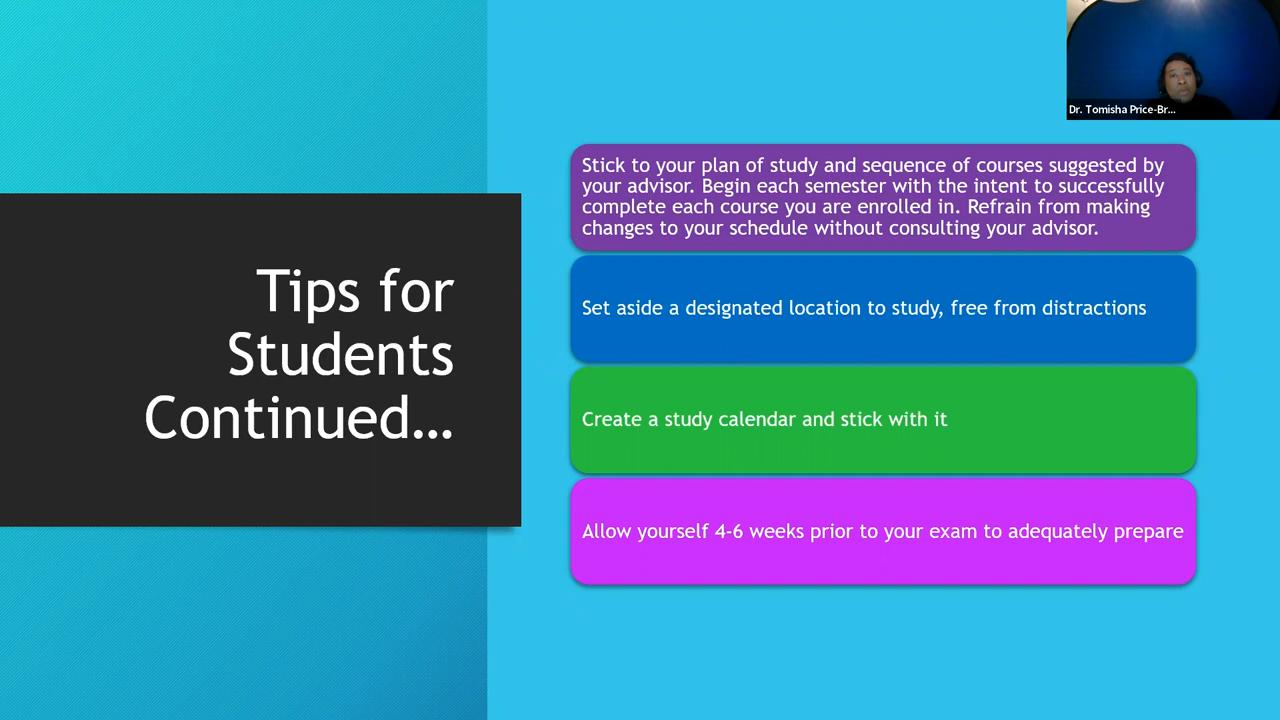 Dr. Tomisha Price-Br...
Tips for
Students
Continued...
Stick to your plan of study and sequence of courses suggested by
your advisor. Begin each semester with the intent to successfully
complete each course you are enrolled in. Refrain from making
changes to your schedule without consulting your advisor.
Set aside a designated location to study, free from distractions
Create a study calendar and stick with it
Allow yourself 4-6 weeks prior to your exam to adequately prepare